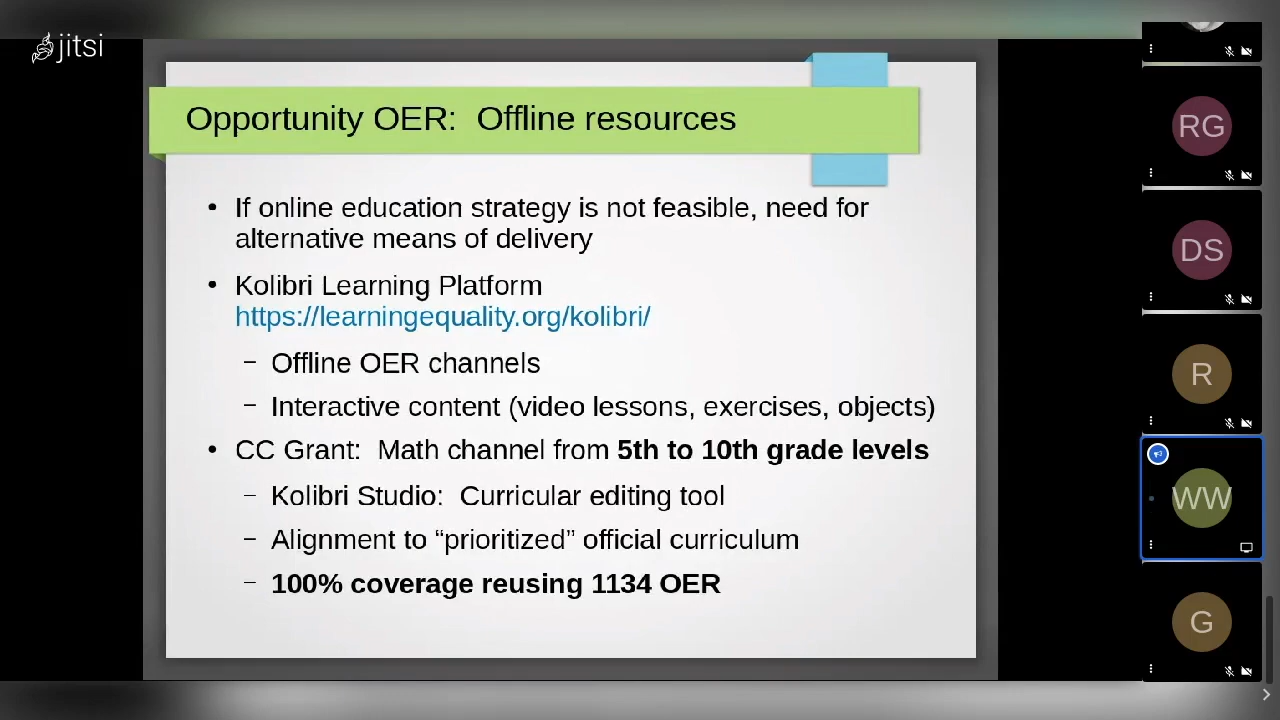 jitsi
Opportunity OER:  Offline resources
• If online education strategy is not feasible, need for
alternative means of delivery
• Kolibri Learning Platform
https://learningequality.org/kolibri/
– Offline OER channels
– Interactive content (video lessons, exercises, objects)
• CC Grant:  Math channel from 5th to 10th grade levels
– Kolibri Studio:  Curricular editing tool
– Alignment to “prioritized” official curriculum
– 100% coverage reusing 1134 OER
RG
DS
R
WW
G